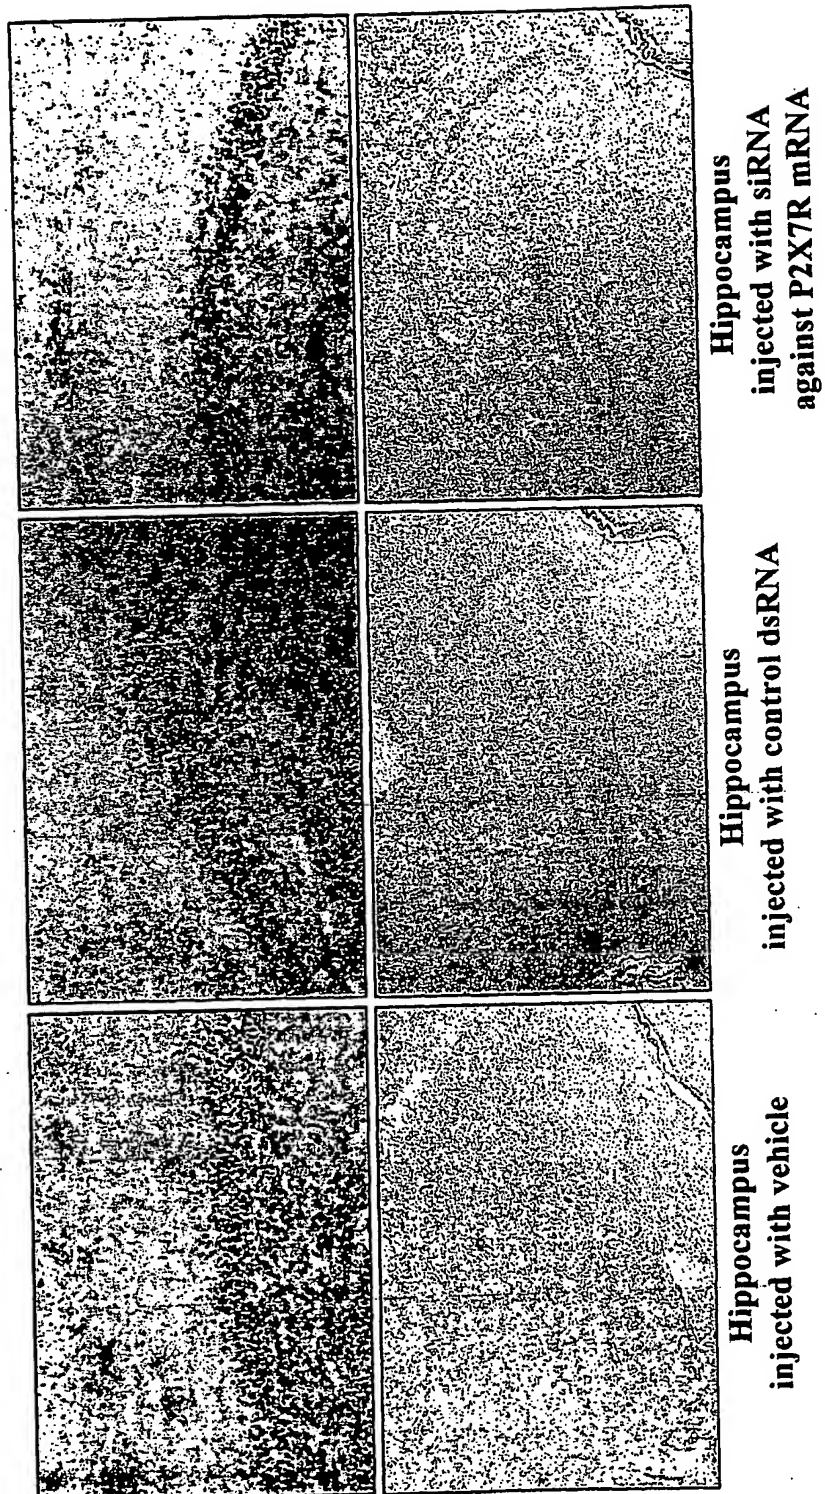 Hippocampus
injected with vehicle
Hippocampus
injected with control dsRNA
Hippocampus
injected with siRNA
against P2X7R mRNA